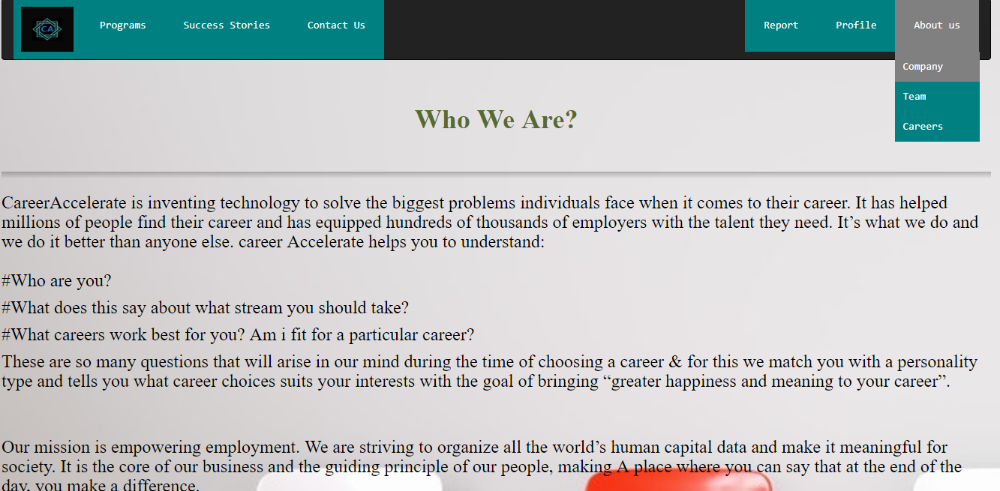 CA
Programs
Success Stories
Contact Us
Report
Profile
About us
Company
Team
Careers
Who We Are?
CareerAccelerate is inventing technology to solve the biggest problems individuals face when it comes to their career. It has helped
millions of people find their career and has equipped hundreds of thousands of employers with the talent they need. It’s what we do and
we do it better than anyone else. career Accelerate helps you to understand:
#Who are you?
#What does this say about what stream you should take?
#What careers work best for you? Am i fit for a particular career?
These are so many questions that will arise in our mind during the time of choosing a career & for this we match you with a personality
type and tells you what career choices suits your interests with the goal of bringing “greater happiness and meaning to your career”.
Our mission is empowering employment. We are striving to organize all the world’s human capital data and make it meaningful for
society. It is the core of our business and the guiding principle of our people, making A place where you can say that at the end of the
day, you make a difference.